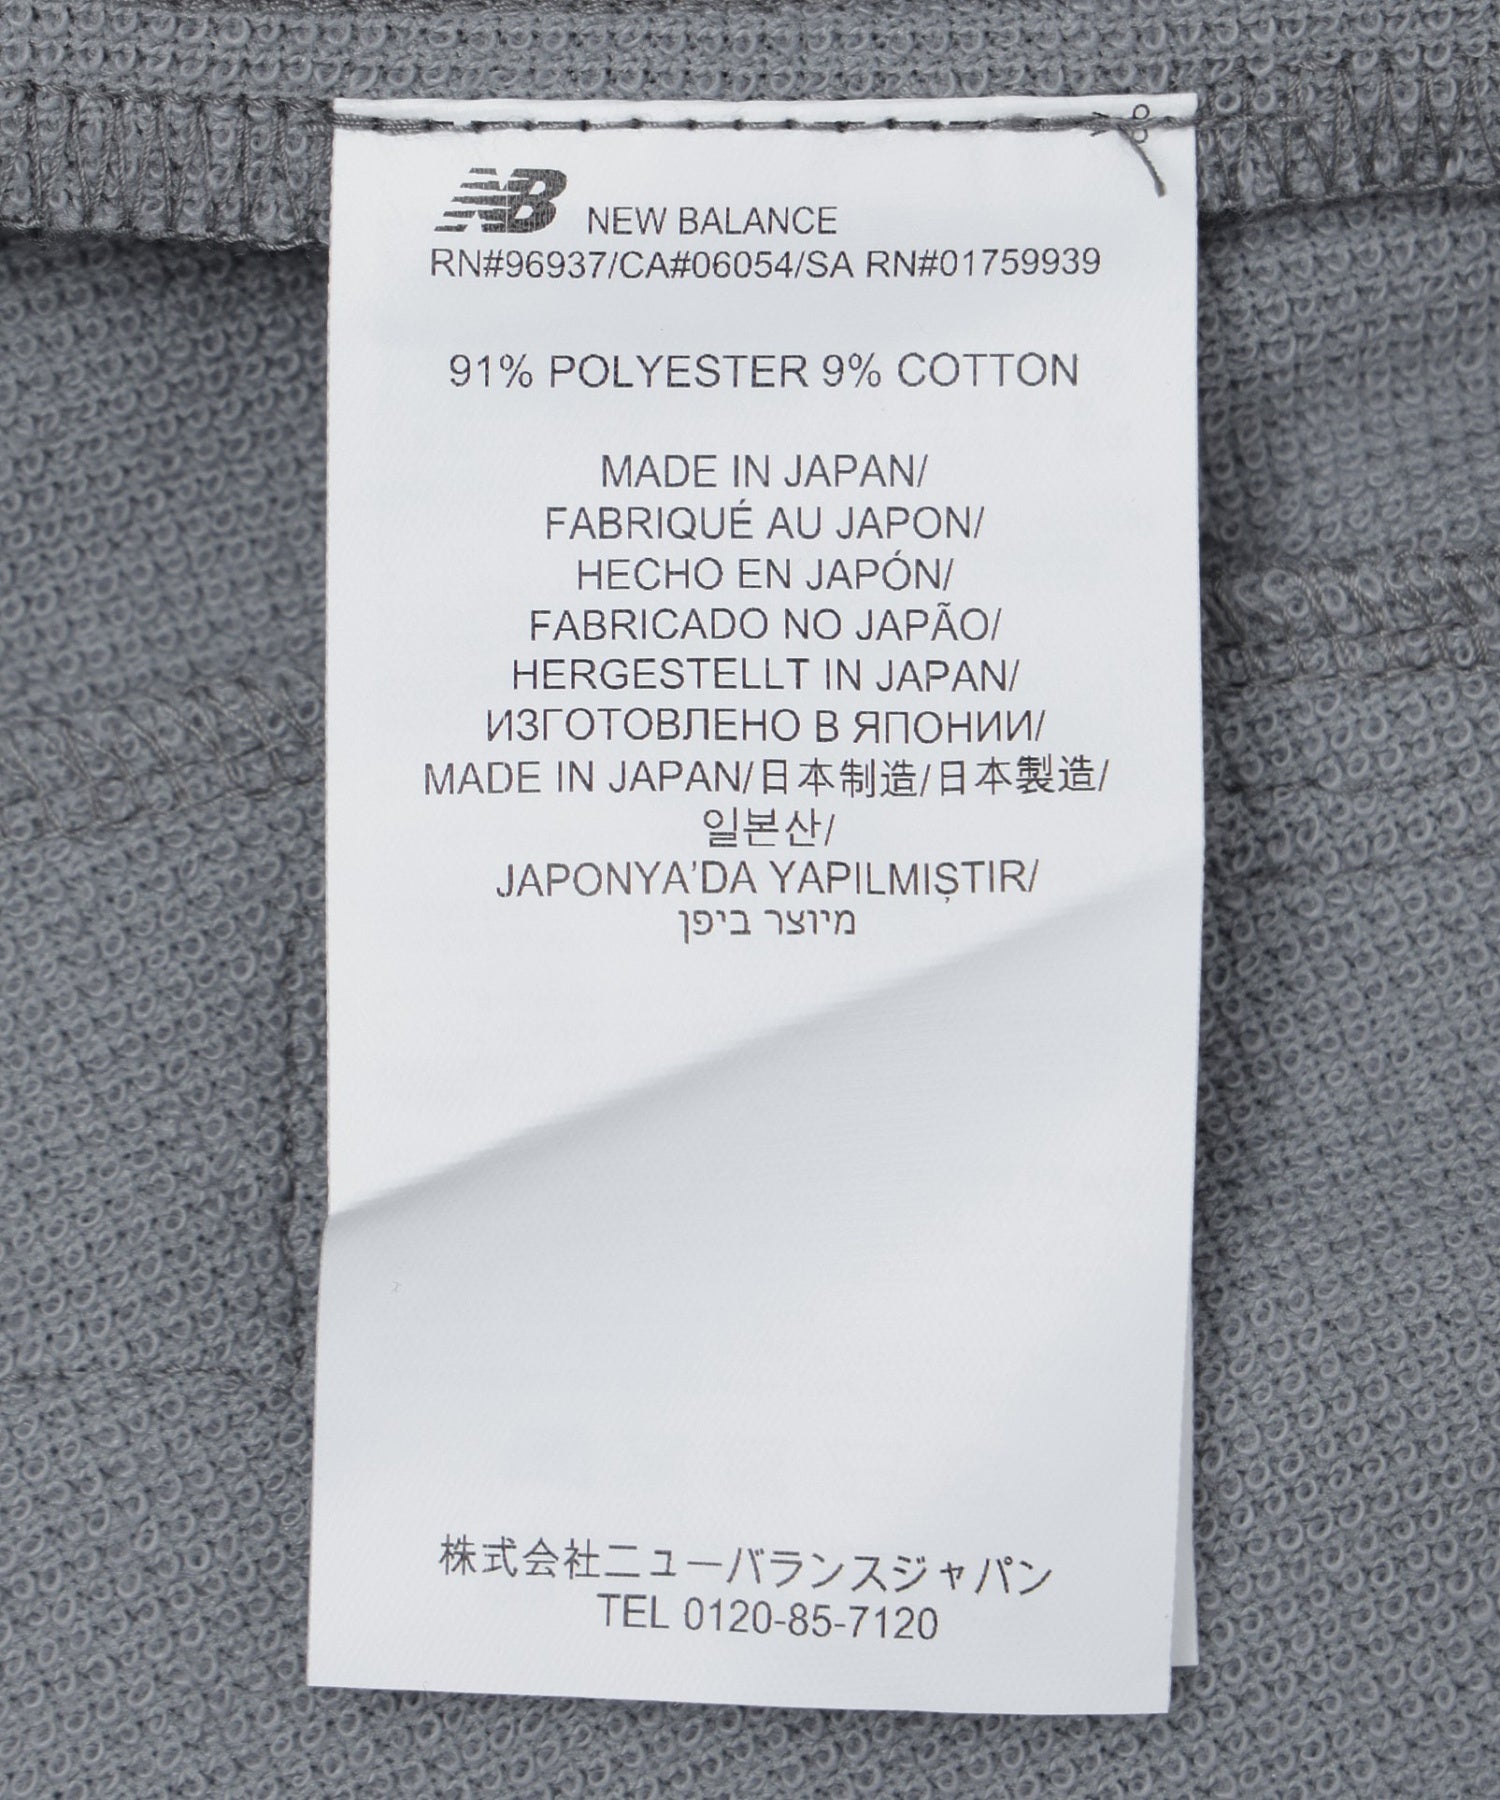 NB NEW BALANCE
RN#96937/CA#06054/SA RN#01759939
91% POLYESTER 9% COTTON
MADE IN JAPAN/
FABRIQUÉ AU JAPON/
HECHO EN JAPÓN/
FABRICADO NO JAPÃO/
HERGESTELLT IN JAPAN/
ИЗГОТОВЛЕНО В ЯПОНИИ/
MADE IN JAPAN/日本制造/日本製造/
일본산/
JAPONYA’DA YAPILMIŞTIR/
מיוצר ביפן
株式会社ニューバランスジャパン
TEL 0120-85-7120